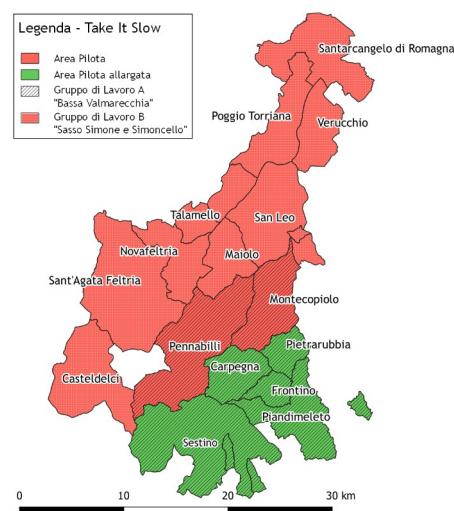 Legenda - Take It Slow
Area Pilota
Area Pilota allargata
Gruppo di Lavoro A
"Bassa Valmarecchia"
Gruppo di Lavoro B
"Sasso Simone e Simoncello"
Santarcangelo di Romagna
Poggio Torriana
Verucchio
Talamello
San Leo
Novafeltria
Maiolo
Sant'Agata Feltria
Montecopiolo
Pietrarubbia
Pennabilli
Carpegna
Casteldelci
Frontino
Piandimeleto
Sestino
0 10 20 30 km